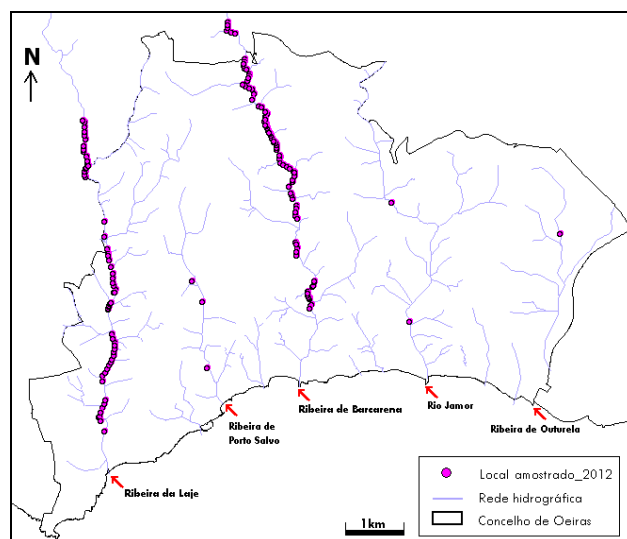 N
Ribeira de Barcarena
Rio Jamor
Ribeira de
Porto Salvo
Ribeira de Outurela
Ribeira da Laje
Local amostrado_2012
Rede hidrográfica
Concelho de Oeiras
1km